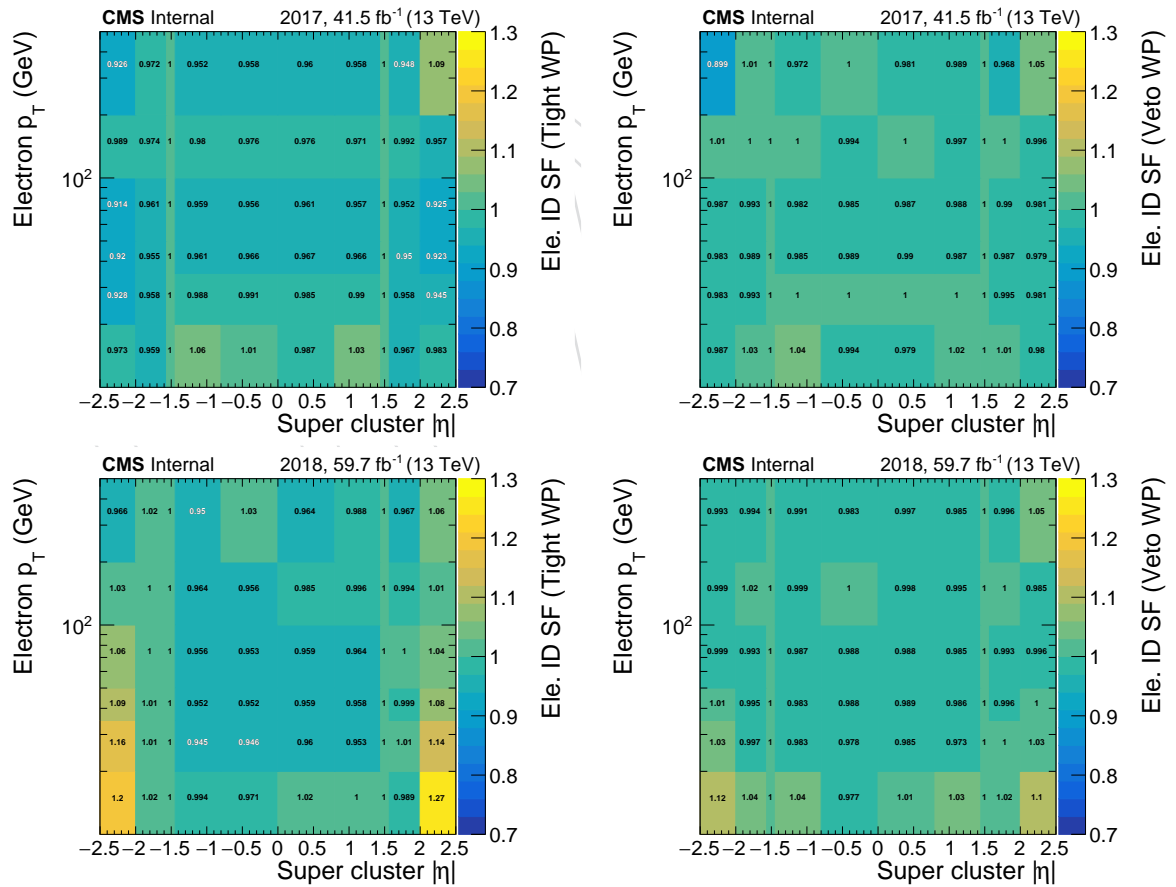 CMS Internal 2017, 41.5 fb-1 (13 TeV)
Electron pT (GeV)
0.926 0.972 1 0.952 0.958 0.96 0.958 1 0.948 1.09
0.989 0.974 1 0.98 0.976 0.976 0.971 1 0.992 0.957
10^2
0.914 0.961 1 0.959 0.956 0.961 0.957 1 0.952 0.925
0.92 0.955 1 0.961 0.966 0.967 0.966 1 0.95 0.923
0.928 0.958 1 0.988 0.991 0.985 0.99 1 0.958 0.945
0.973 0.959 1 1.06 1.01 0.987 1.03 1 0.967 0.983
−2.5 −2 −1.5 −1 −0.5 0 0.5 1 1.5 2 2.5
Super cluster |η|
1.3
1.2
1.1
1
0.9
0.8
0.7
Ele. ID SF (Tight WP)
CMS Internal 2017, 41.5 fb-1 (13 TeV)
Electron pT (GeV)
0.899 1.01 1 0.972 1 0.981 0.989 1 0.968 1.05
1.01 1 1 1 0.994 1 0.997 1 1 0.996
10^2
0.987 0.993 1 0.982 0.985 0.987 0.988 1 0.99 0.981
0.983 0.989 1 0.985 0.989 0.99 0.989 1 0.987 0.979
0.983 0.993 1 1 1 1 1 1 0.995 0.981
0.987 1.03 1 1.04 0.994 0.979 1.02 1 1.01 0.98
−2.5 −2 −1.5 −1 −0.5 0 0.5 1 1.5 2 2.5
Super cluster |η|
1.3
1.2
1.1
1
0.9
0.8
0.7
Ele. ID SF (Veto WP)
CMS Internal 2018, 59.7 fb-1 (13 TeV)
Electron pT (GeV)
0.966 1.02 1 0.95 1.03 0.964 0.988 1 0.967 1.06
1.03 1 1 0.964 0.956 0.985 0.996 1 0.994 1.01
10^2
1.06 1 1 0.956 0.953 0.959 0.964 1 1 1.04
1.09 1.01 1 0.952 0.952 0.96 0.958 1 0.999 1.08
1.16 1.01 1 0.945 0.946 0.96 0.953 1 1.01 1.14
1.2 1.02 1 0.994 0.971 1.02 1 1 0.989 1.27
−2.5 −2 −1.5 −1 −0.5 0 0.5 1 1.5 2 2.5
Super cluster |η|
1.3
1.2
1.1
1
0.9
0.8
0.7
Ele. ID SF (Tight WP)
CMS Internal 2018, 59.7 fb-1 (13 TeV)
Electron pT (GeV)
0.993 0.994 1 0.991 0.983 0.997 0.985 1 0.996 1.05
0.999 1.02 1 0.999 1 0.998 0.995 1 1 0.985
10^2
0.999 0.993 1 0.987 0.988 0.988 0.985 1 0.993 0.996
1.01 0.995 1 0.983 0.988 0.989 0.986 1 0.996 1
1.03 0.997 1 0.983 0.978 0.985 0.973 1 1 1.03
1.12 1.04 1 1.04 0.977 1.01 1.03 1 1.02 1.1
−2.5 −2 −1.5 −1 −0.5 0 0.5 1 1.5 2 2.5
Super cluster |η|
1.3
1.2
1.1
1
0.9
0.8
0.7
Ele. ID SF (Veto WP)